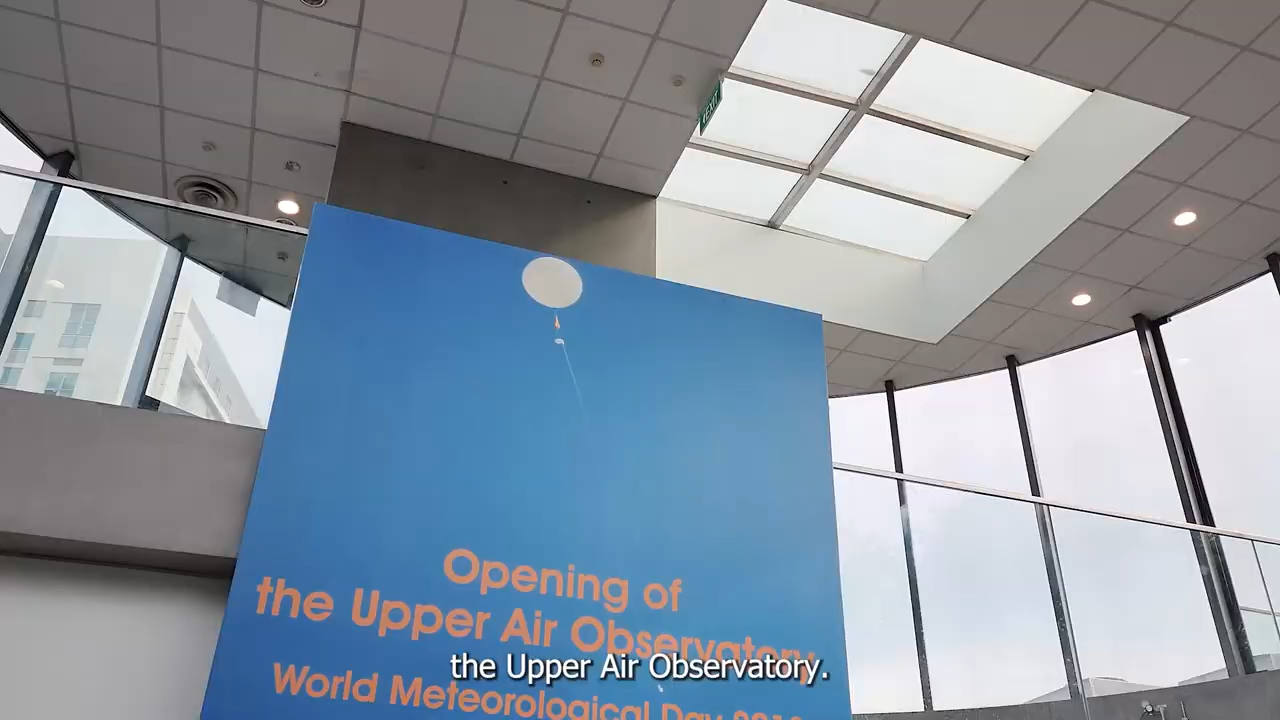 EXIT
Opening of
the Upper Air Observatory
World Meteorological Day
the Upper Air Observatory.